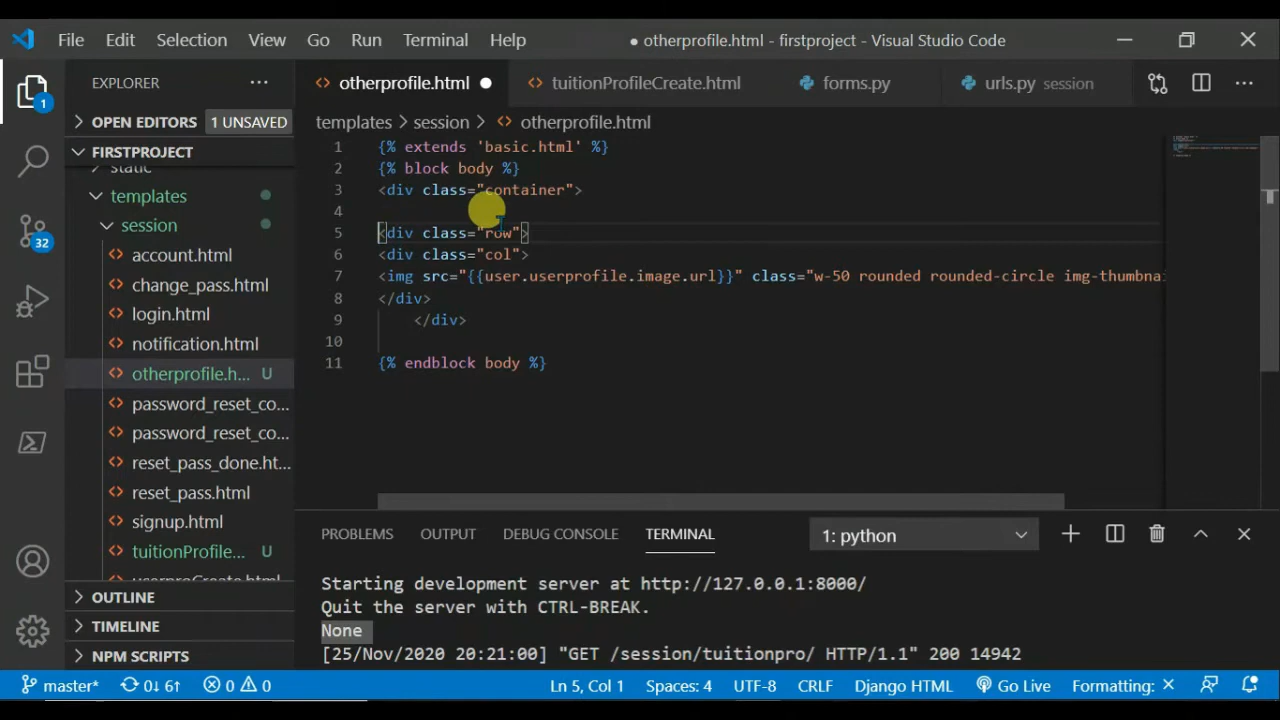 File Edit Selection View Go Run Terminal Help ● otherprofile.html - firstproject - Visual Studio Code
EXPLORER ··· otherprofile.html ● tuitionProfileCreate.html forms.py urls.py session ···
1
OPEN EDITORS 1 UNSAVED
templates > session > otherprofile.html
FIRSTPROJECT
static
templates
session
account.html
change_pass.html
login.html
notification.html
otherprofile.h... U
password_reset_co...
password_reset_co...
reset_pass_done.ht...
reset_pass.html
signup.html
tuitionProfile... U
userproCreate.html
OUTLINE
TIMELINE
NPM SCRIPTS
32
1 {% extends 'basic.html' %}
2 {% block body %}
3 <div class="container">
4
5 <div class="row">
6 <div class="col">
7 <img src="{{user.userprofile.image.url}}" class="w-50 rounded rounded-circle img-thumbnai
8 </div>
9 </div>
10
11 {% endblock body %}
PROBLEMS OUTPUT DEBUG CONSOLE TERMINAL 1: python
Starting development server at http://127.0.0.1:8000/
Quit the server with CTRL-BREAK.
None
[25/Nov/2020 20:21:00] "GET /session/tuitionpro/ HTTP/1.1" 200 14942
master* 0↓ 6↑ 0 0 Ln 5, Col 1 Spaces: 4 UTF-8 CRLF Django HTML Go Live Formatting: ×